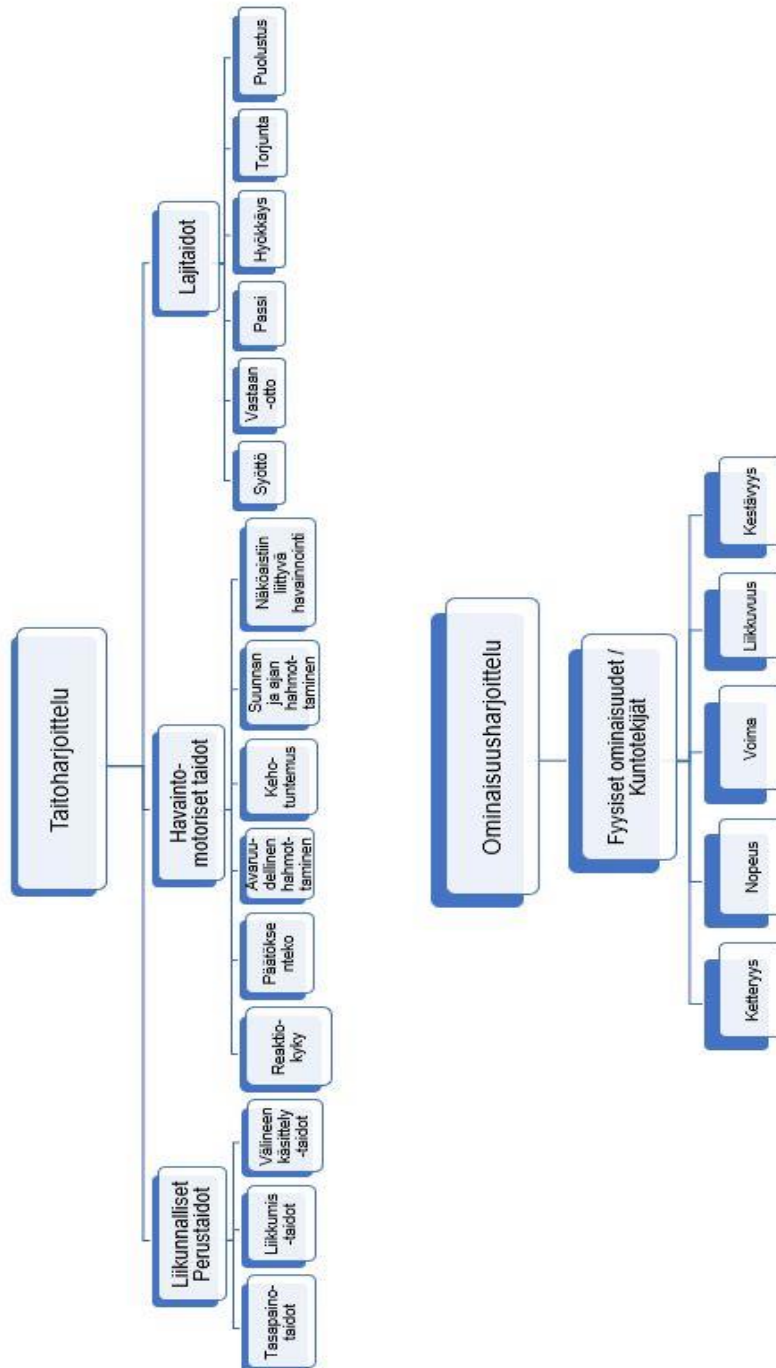 Taitoharjoittelu
Liikunnalliset
Perustaidot
Havainto-
motoriset taidot
Lajitaidot
Tasapaino-
taidot
Liikkumis
-taidot
Välineen
käsittely
-taidot
Reaktio-
kyky
Päätökse
nteko
Avaruu-
dellinen
hahmot-
taminen
Keho-
tuntemus
Suunnan
ja ajan
hahmot-
taminen
Näköaistiin
liittyvä
havainnointi
Syöttö
Vastaan
-otto
Passi
Hyökkäys
Torjunta
Puolustus
Ominaisuusharjoittelu
Fyysiset ominaisuudet /
Kuntotekijät
Ketteryys
Nopeus
Voima
Liikkuvuus
Kestävyys